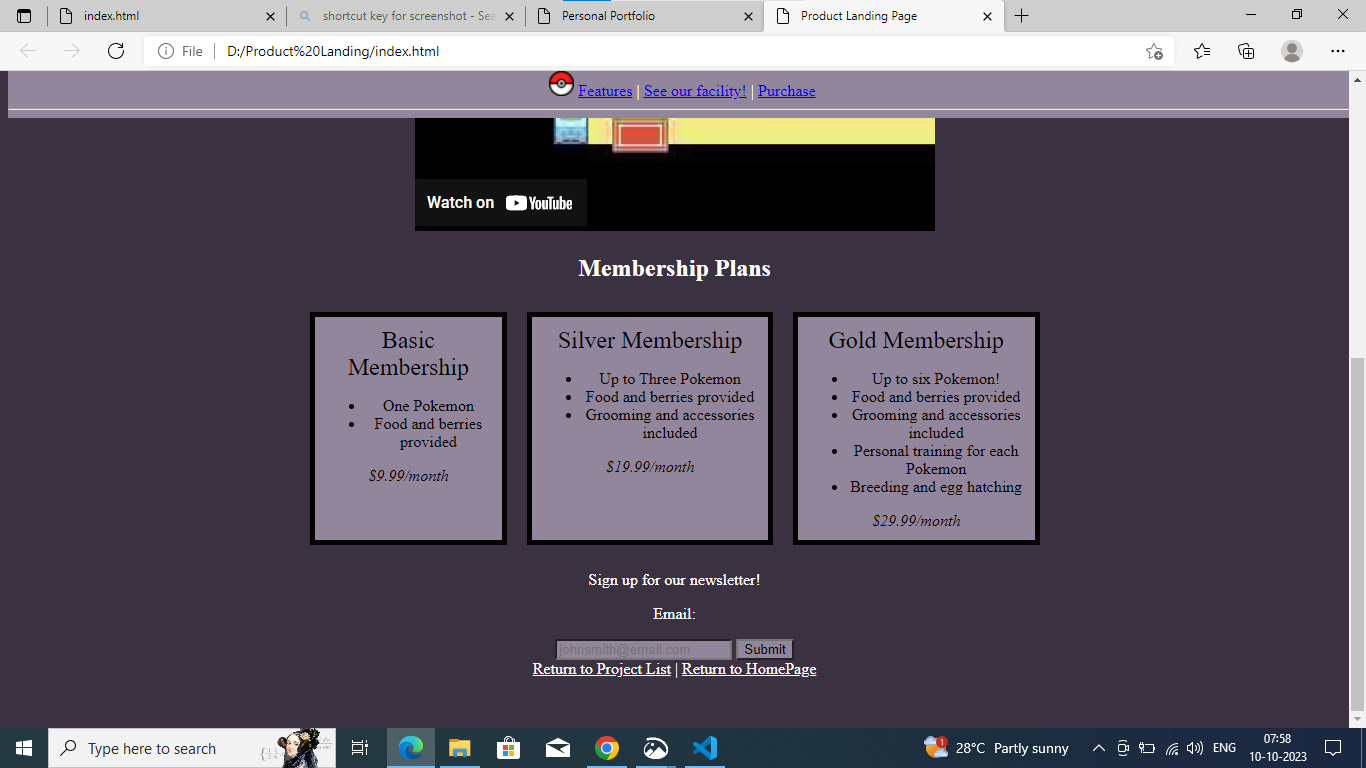 index.html
shortcut key for screenshot - Sea
Personal Portfolio
Product Landing Page
File
D:/Product%20Landing/index.html
Features | See our facility! | Purchase
Watch on YouTube
Membership Plans
Basic
Membership
One Pokemon
Food and berries
provided
$9.99/month
Silver Membership
Up to Three Pokemon
Food and berries provided
Grooming and accessories
included
$19.99/month
Gold Membership
Up to six Pokemon!
Food and berries provided
Grooming and accessories
included
Personal training for each
Pokemon
Breeding and egg hatching
$29.99/month
Sign up for our newsletter!
Email:
johnsmith@email.com Submit
Return to Project List | Return to HomePage
Type here to search
1
28°C Partly sunny
ENG
07:58
10-10-2023